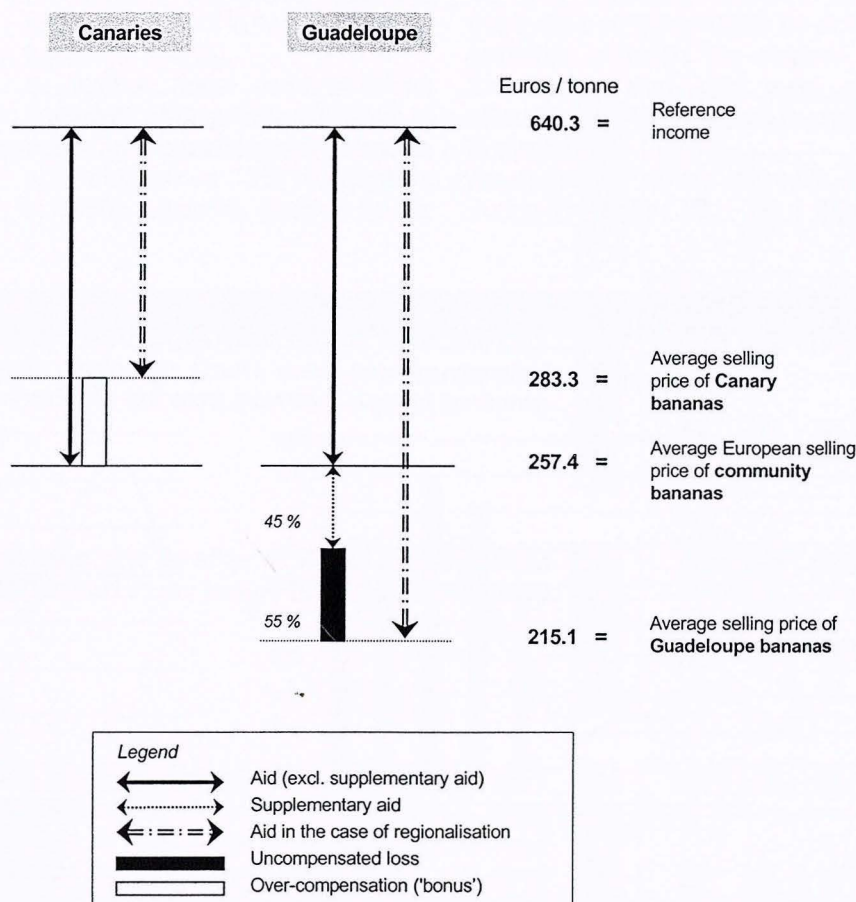 Canaries
Guadeloupe
Euros / tonne
640.3 =
Reference
income
283.3 =
Average selling
price of Canary
bananas
257.4 =
Average European selling
price of community
bananas
45 %
55 %
215.1 =
Average selling price of
Guadeloupe bananas
Legend
Aid (excl. supplementary aid)
Supplementary aid
Aid in the case of regionalisation
Uncompensated loss
Over-compensation ('bonus')